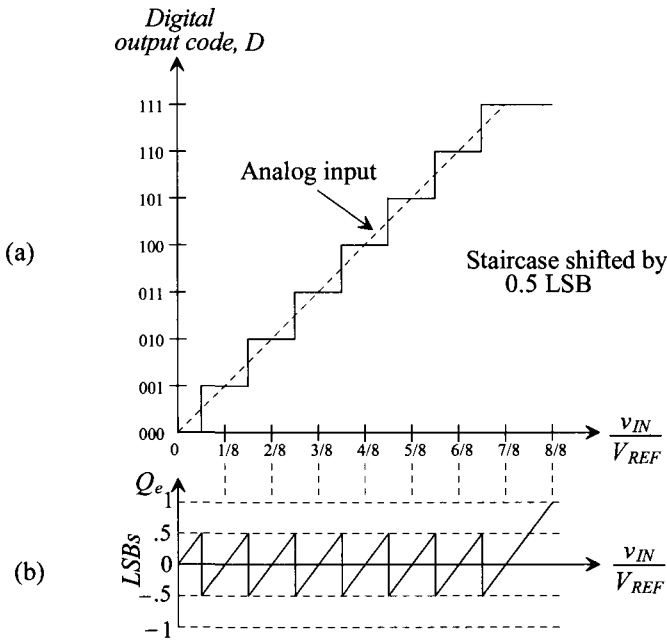 Digital
output code, D
111
110
101
100
011
010
001
000
Analog input
(a)
Staircase shifted by
0.5 LSB
0
1/8
2/8
3/8
4/8
5/8
6/8
7/8
8/8
v_IN
V_REF
Q_e
1
.5
0
-.5
-1
LSBs
(b)
v_IN
V_REF